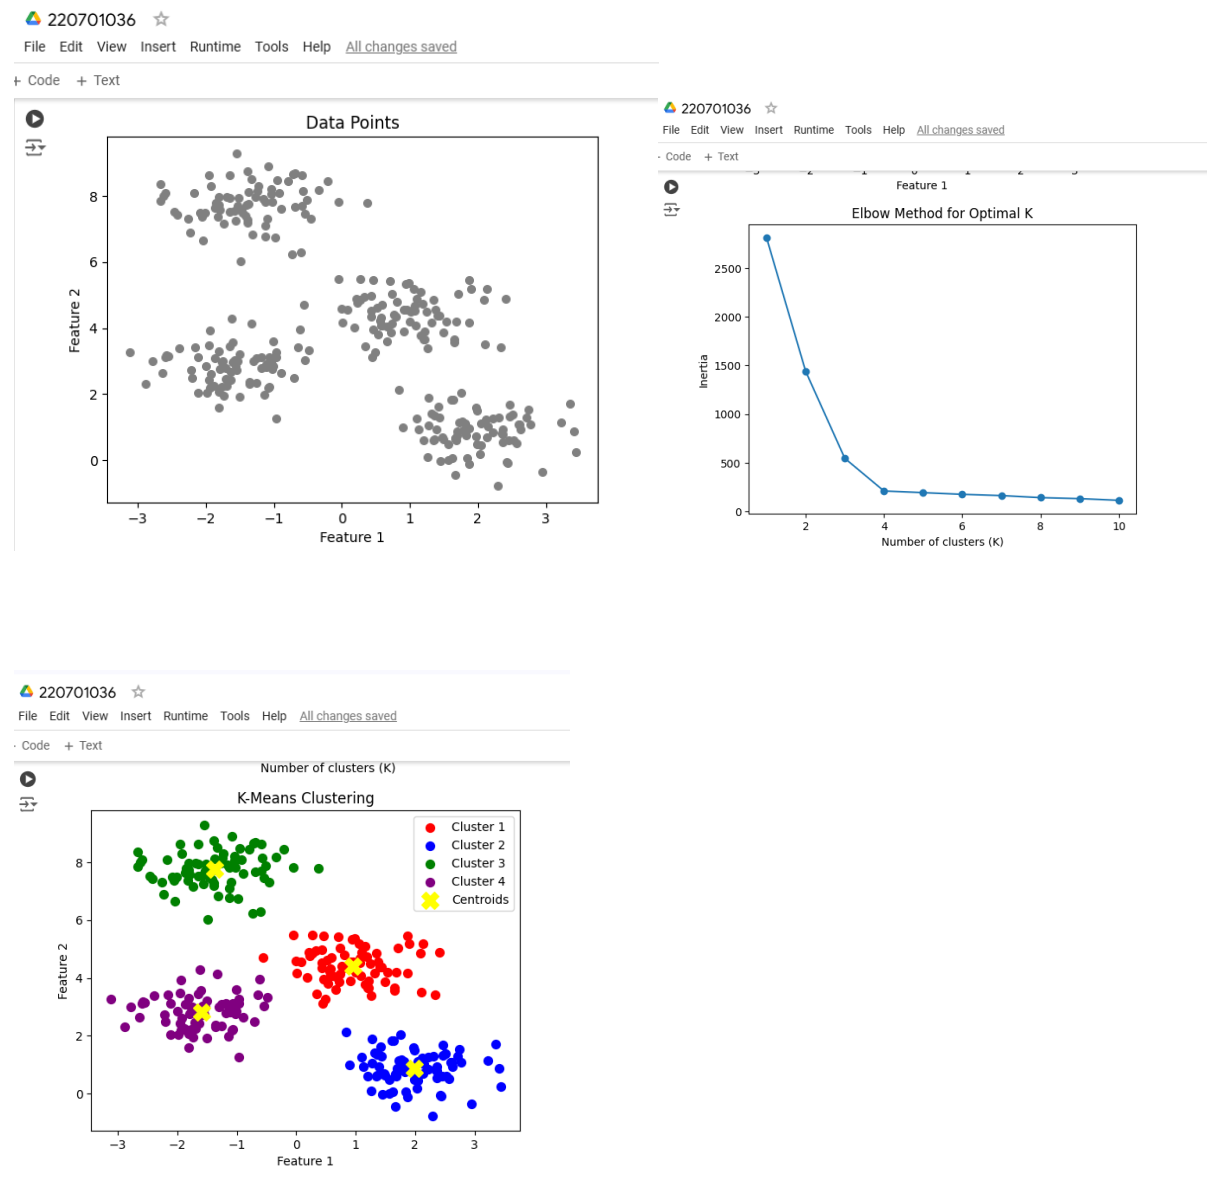 220701036
File Edit View Insert Runtime Tools Help All changes saved
+ Code + Text
Data Points
8
6
4
2
0
Feature 2
−3 −2 −1 0 1 2 3
Feature 1
220701036
File Edit View Insert Runtime Tools Help All changes saved
Code + Text
Feature 1
Elbow Method for Optimal K
2500
2000
1500
1000
500
0
Inertia
2 4 6 8 10
Number of clusters (K)
220701036
File Edit View Insert Runtime Tools Help All changes saved
Code + Text
Number of clusters (K)
K-Means Clustering
Cluster 1
Cluster 2
Cluster 3
Cluster 4
Centroids
8
6
4
2
0
Feature 2
−3 −2 −1 0 1 2 3
Feature 1